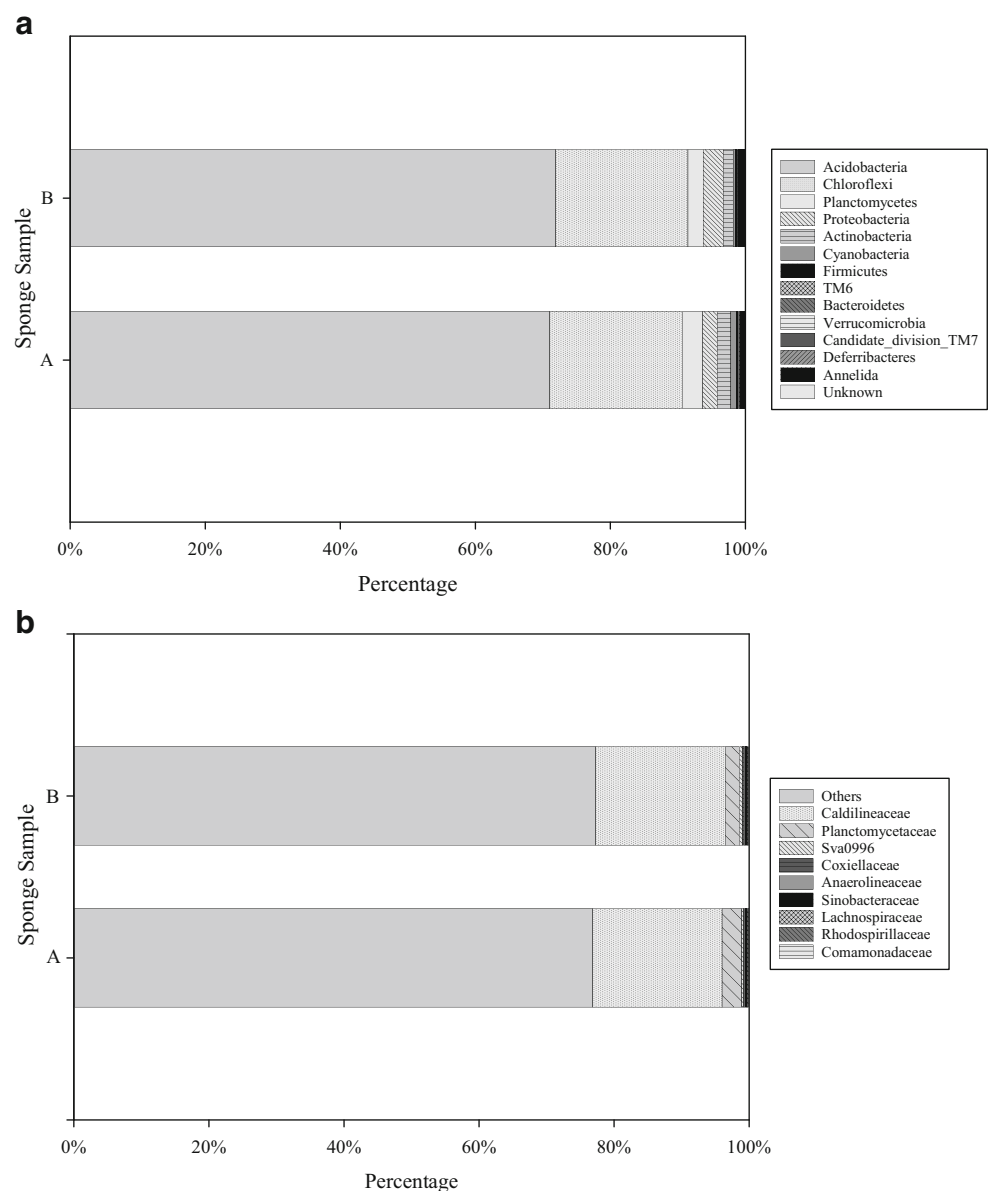 a
Sponge Sample
B
A
0% 20% 40% 60% 80% 100%
Percentage
Acidobacteria
Chloroflexi
Planctomycetes
Proteobacteria
Actinobacteria
Cyanobacteria
Firmicutes
TM6
Bacteroidetes
Verrucomicrobia
Candidate_division_TM7
Deferribacteres
Annelida
Unknown
b
Sponge Sample
B
A
0% 20% 40% 60% 80% 100%
Percentage
Others
Caldilineaceae
Planctomycetaceae
Sva0996
Coxiellaceae
Anaerolineaceae
Sinobacteraceae
Lachnospiraceae
Rhodospirillaceae
Comamonadaceae